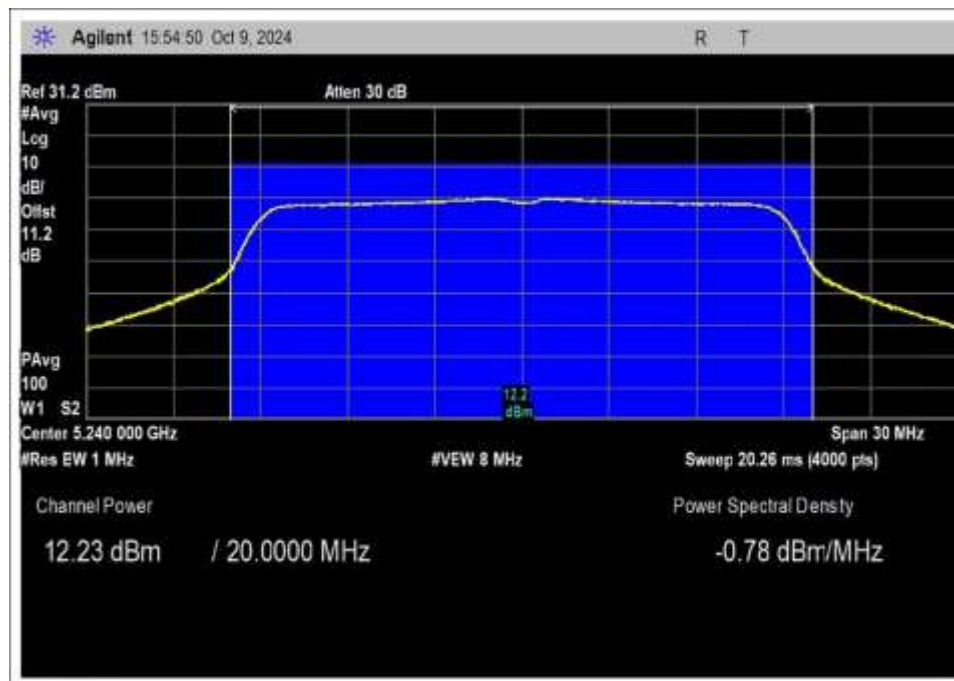 Agilent 15:54:50 Oct 9, 2024 R T
Ref 31.2 dBm Atten 30 dB
#Avg
Log
10
dB/
Offst
11.2
dB
PAvg
100
W1 S2
12.2
dBm
Center 5.240 000 GHz Span 30 MHz
#Res BW 1 MHz #VBW 8 MHz Sweep 20.26 ms (4000 pts)
Channel Power Power Spectral Density
12.23 dBm / 20.0000 MHz -0.78 dBm/MHz